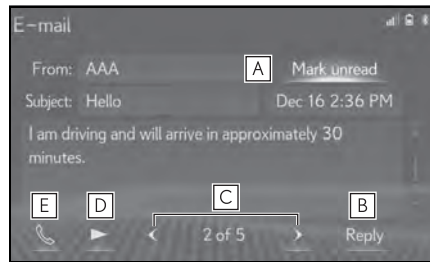 E-mail
From: AAA A Mark unread
Subject: Hello Dec 16 2:36 PM
I am driving and will arrive in approximately 30
minutes.
E D C B
2 of 5 Reply